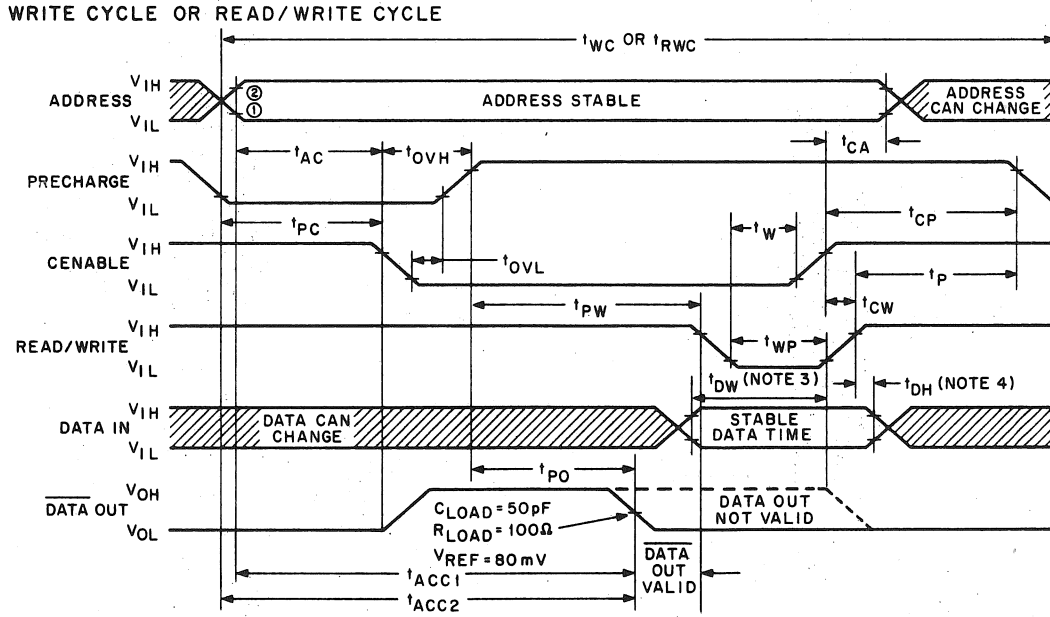 WRITE CYCLE OR READ/WRITE CYCLE
tWC OR tRWC
VIH
ADDRESS
VIL
②
①
ADDRESS STABLE
ADDRESS
CAN CHANGE
tAC
tOVH
tCA
VIH
PRECHARGE
VIL
tPC
tCP
tW
VIH
CENABLE
VIL
tOVL
tP
tPW
tCW
VIH
READ/WRITE
VIL
tWP
tDW (NOTE 3)
tDH (NOTE 4)
VIH
DATA IN
VIL
DATA CAN
CHANGE
STABLE
DATA TIME
tPO
VOH
DATA OUT
VOL
CLOAD = 50pF
RLOAD = 100Ω
VREF = 80mV
DATA OUT
NOT VALID
DATA
OUT
VALID
tACC1
tACC2